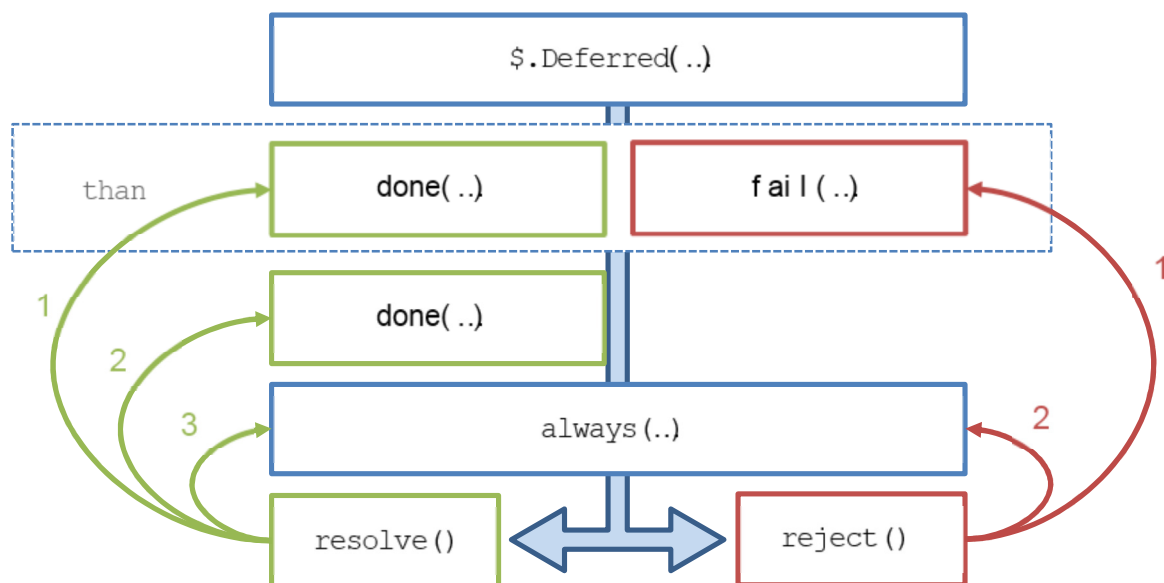 $.Deferred(..).
than
done(..).
fail(..).
1
1
done(..).
2
3
always(..).
2
resolve()
reject()